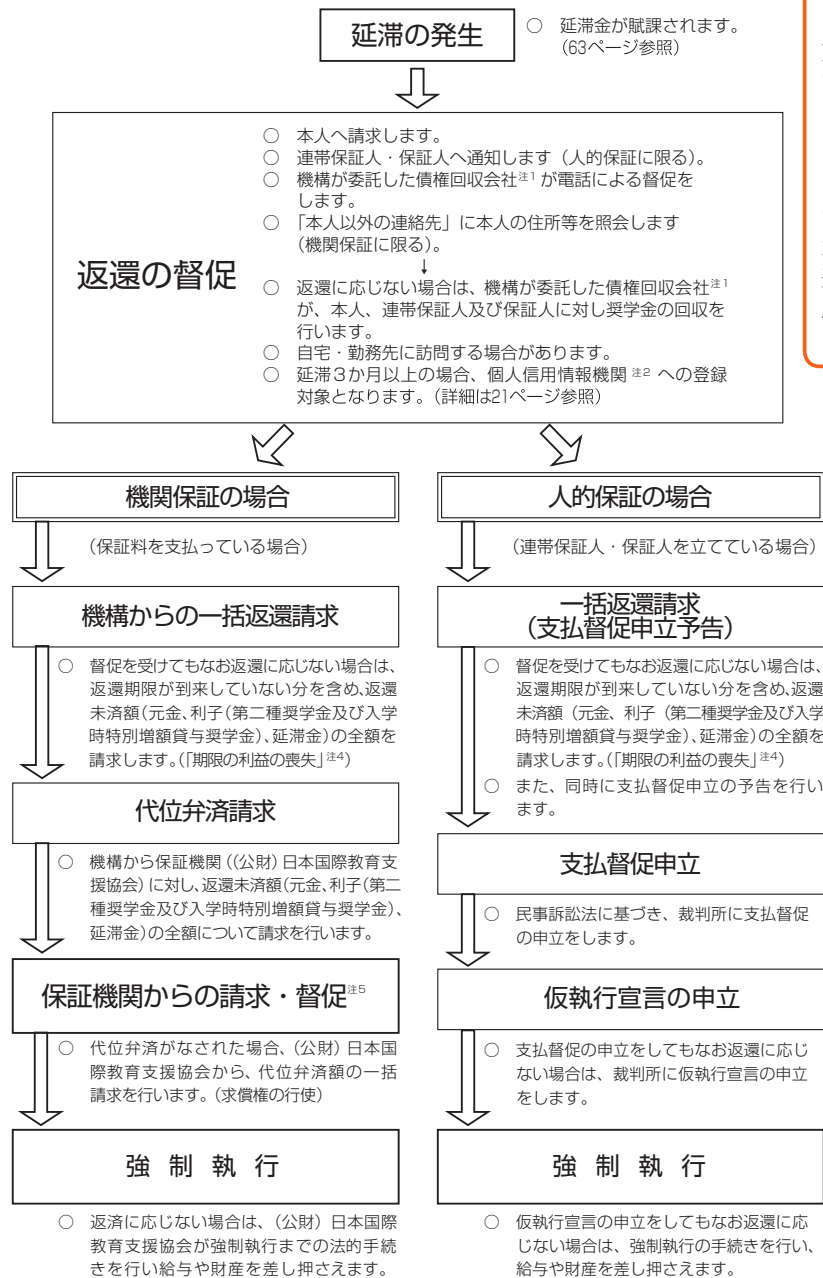 延滞の発生
○ 延滞金が賦課されます。
(63ページ参照)
返還の督促
○ 本人へ請求します。
○ 連帯保証人・保証人へ通知します（人的保証に限る）。
○ 機構が委託した債権回収会社注1 が電話による督促を
します。
○ 「本人以外の連絡先」に本人の住所等を照会します
(機関保証に限る)。
↓
○ 返還に応じない場合は、機構が委託した債権回収会社注1
が、本人、連帯保証人及び保証人に対し奨学金の回収を
行います。
○ 自宅・勤務先に訪問する場合があります。
○ 延滞３か月以上の場合、個人信用情報機関 注2 への登録
対象となります。(詳細は21ページ参照)
機関保証の場合
(保証料を支払っている場合)
機構からの一括返還請求
○ 督促を受けてもなお返還に応じない場合は、
返還期限が到来していない分を含め、返還
未済額(元金、利子(第二種奨学金及び入学
時特別増額貸与奨学金)、延滞金)の全額を
請求します。(「期限の利益の喪失」注4)
代位弁済請求
○ 機構から保証機関 ((公財) 日本国際教育支
援協会) に対し、返還未済額(元金、利子(第二
種奨学金及び入学時特別増額貸与奨学金)、
延滞金)の全額について請求を行います。
保証機関からの請求・督促注5
○ 代位弁済がなされた場合、(公財) 日本国
際教育支援協会から、代位弁済額の一括
請求を行います。(求償権の行使)
強 制 執 行
○ 返済に応じない場合は、(公財) 日本国際
教育支援協会が強制執行までの法的手続
きを行い給与や財産を差し押さえます。
人的保証の場合
(連帯保証人・保証人を立てている場合)
一括返還請求
(支払督促申立予告)
○ 督促を受けてもなお返還に応じない場合は、
返還期限が到来していない分を含め、返還
未済額（元金、利子（第二種奨学金及び入学
時特別増額貸与奨学金)、延滞金)の全額を
請求します。(「期限の利益の喪失」注4)
○ また、同時に支払督促申立の予告を行い
ます。
支払督促申立
○ 民事訴訟法に基づき、裁判所に支払督促
の申立をします。
仮執行宣言の申立
○ 支払督促の申立をしてもなお返還に応じ
ない場合は、裁判所に仮執行宣言の申立
をします。
強 制 執 行
○ 仮執行宣言の申立をしてもなお返還に応
じない場合は、強制執行の手続きを行い、
給与や財産を差し押さえます。